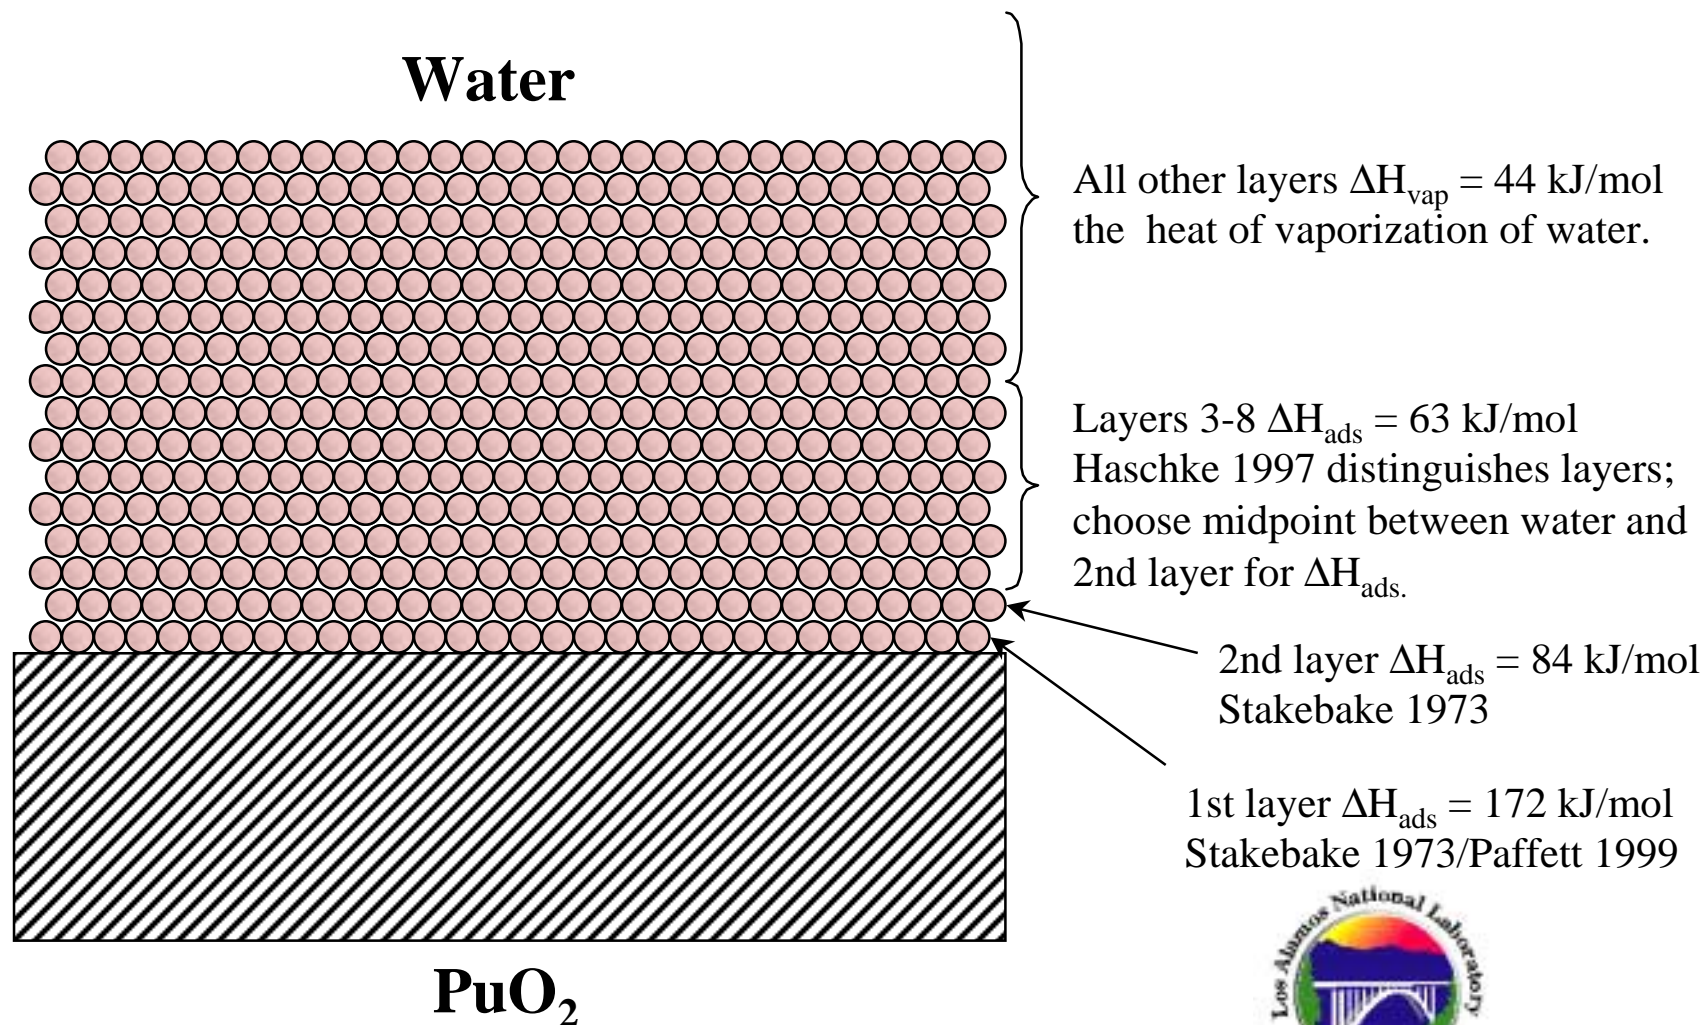 Water
All other layers ΔHvap = 44 kJ/mol
the heat of vaporization of water.
Layers 3-8 ΔHads = 63 kJ/mol
Haschke 1997 distinguishes layers;
choose midpoint between water and
2nd layer for ΔHads.
2nd layer ΔHads = 84 kJ/mol
Stakebake 1973
1st layer ΔHads = 172 kJ/mol
Stakebake 1973/Paffett 1999
PuO2
Los Alamos National Laboratory